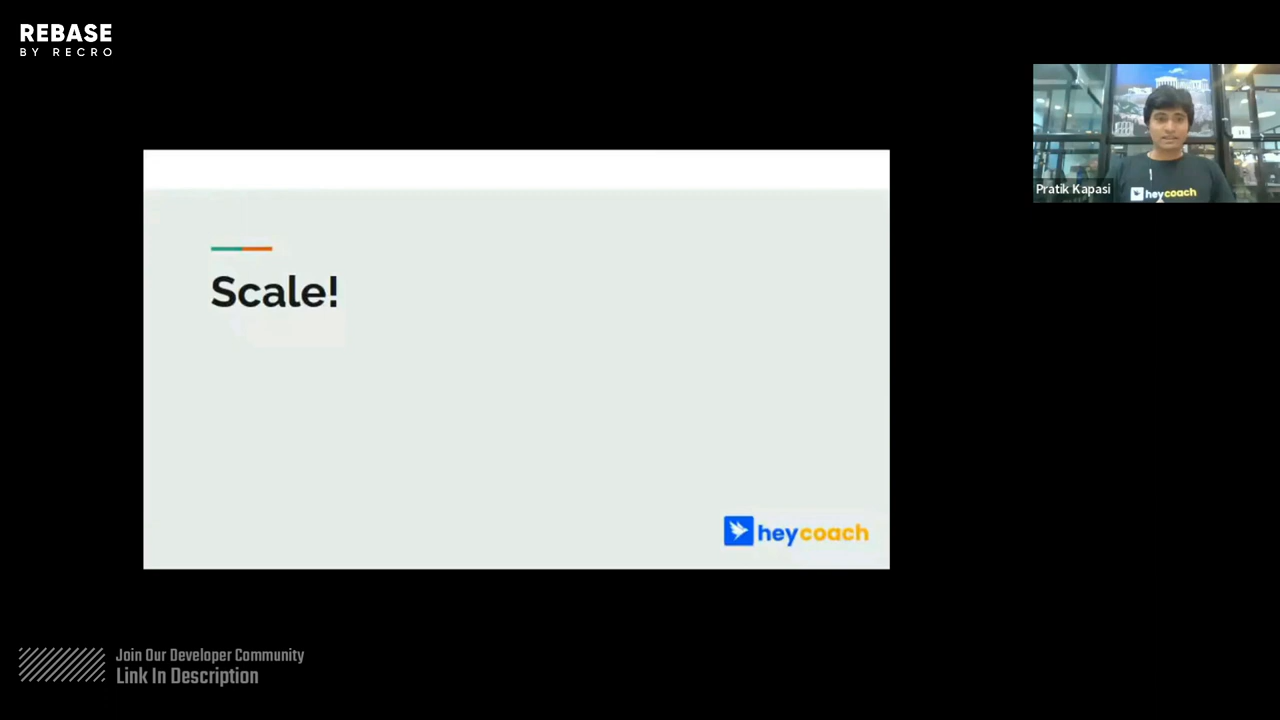 REBASE
BY RECRO
Pratik Kapasi
heycoach
Scale!
heycoach
Join Our Developer Community
Link In Description